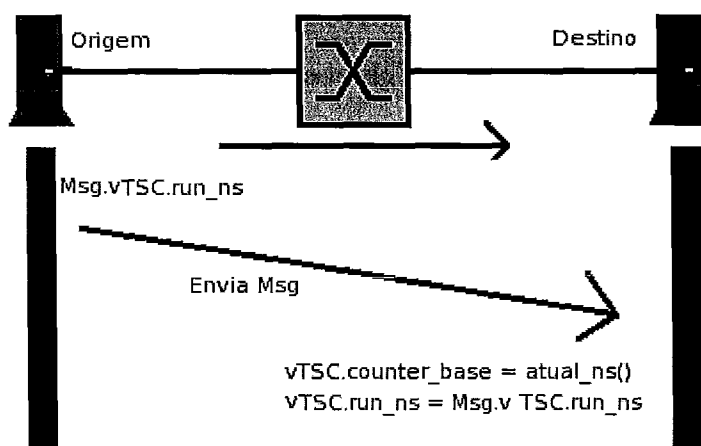 Origem
Destino
Msg.vTSC.run_ns
Envia Msg
vTSC.counter_base = atual_ns()
vTSC.run_ns = Msg.v TSC.run_ns